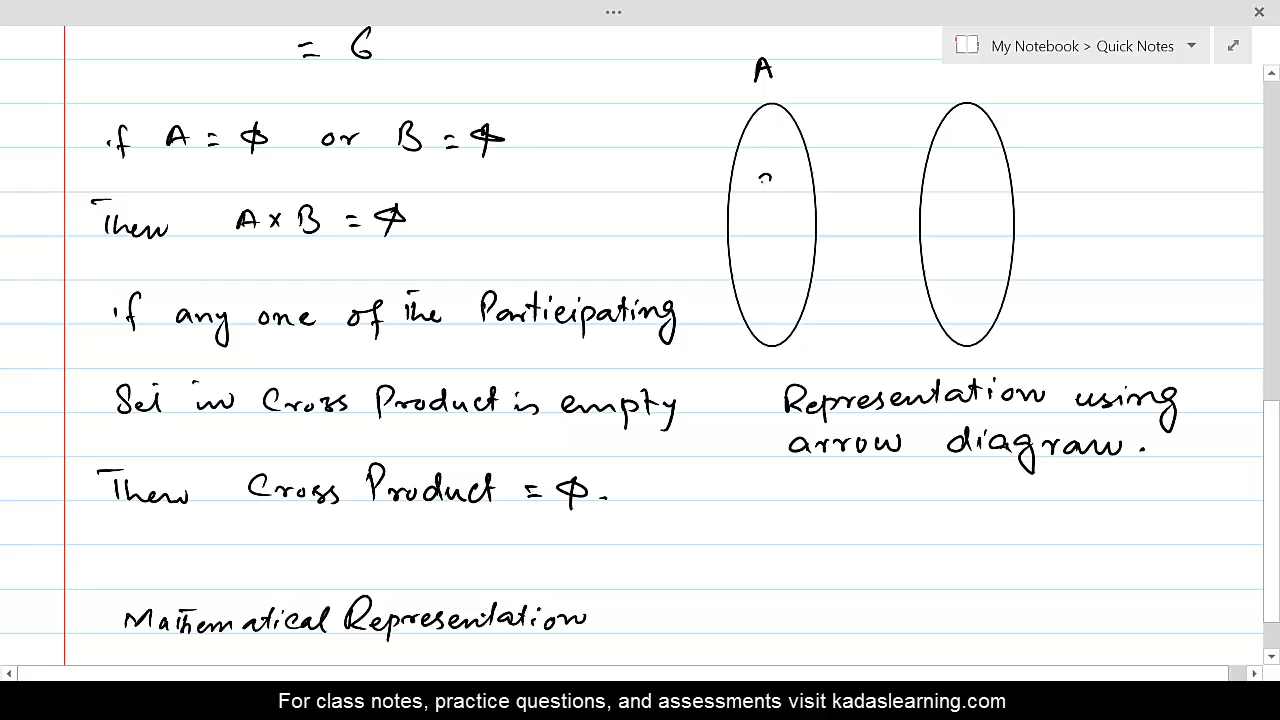 = 6
My Notebook > Quick Notes
A
if A = ϕ or B = ϕ
Then A × B = ϕ
if any one of the Participating
Set in Cross Product is empty
Then Cross Product = ϕ.
Representation using
arrow diagram.
Mathematical Representation
For class notes, practice questions, and assessments visit kadaslearning.com